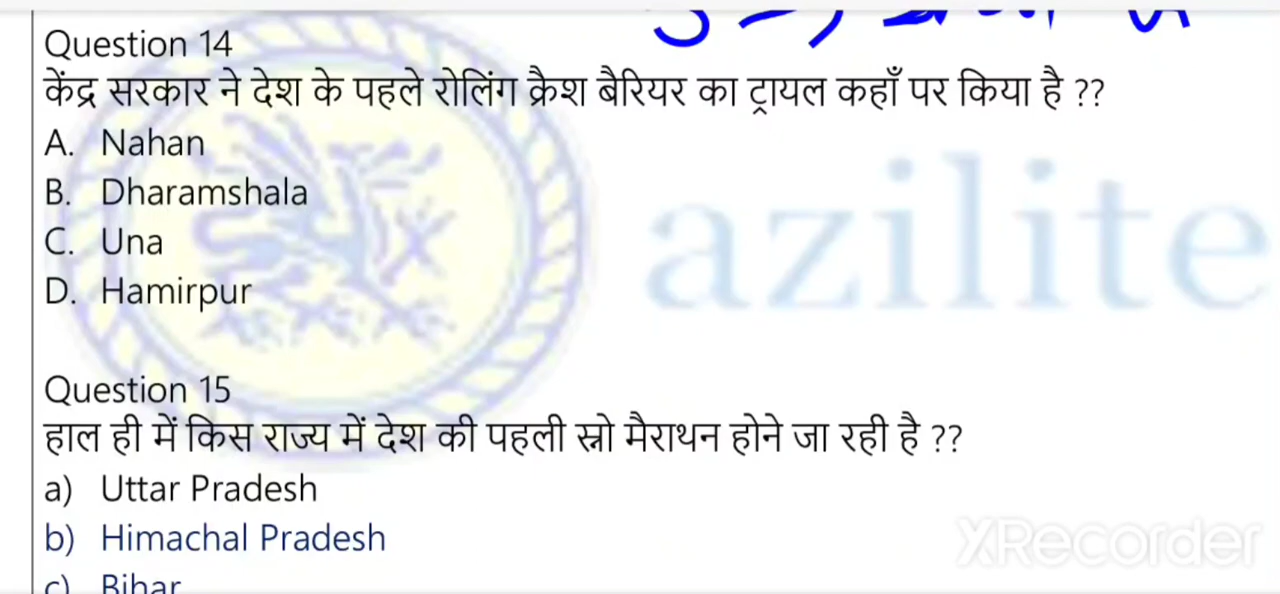 Question 14
केंद्र सरकार ने देश के पहले रोलिंग क्रैश बैरियर का ट्रायल कहाँ पर किया है ??
A. Nahan
B. Dharamshala
C. Una
D. Hamirpur
azilite
Question 15
हाल ही में किस राज्य में देश की पहली स्नो मैराथन होने जा रही है ??
a) Uttar Pradesh
b) Himachal Pradesh
XRecorder
c) Bihar